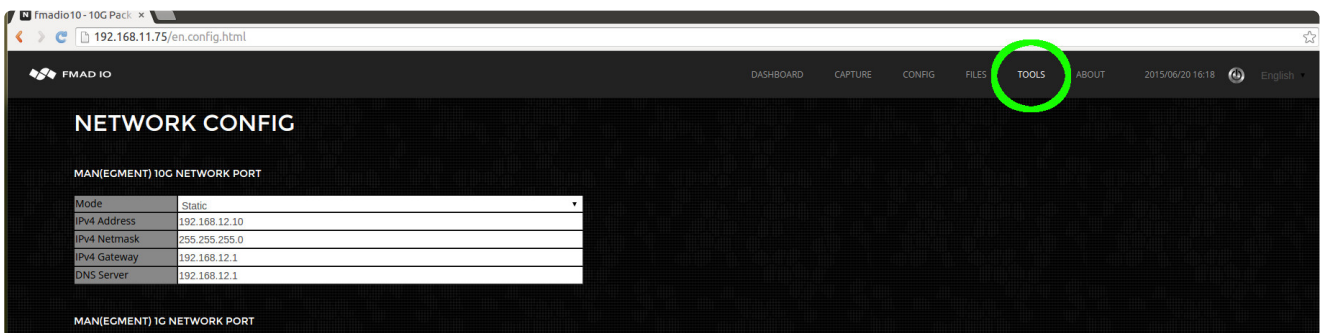 fmadio10 - 10G Pack ×
192.168.11.75/en.config.html
FMAD IO DASHBOARD CAPTURE CONFIG FILES TOOLS ABOUT 2015/06/20 16:18 English
NETWORK CONFIG
MAN(EGMENT) 10G NETWORK PORT
Mode Static
IPv4 Address 192.168.12.10
IPv4 Netmask 255.255.255.0
IPv4 Gateway 192.168.12.1
DNS Server 192.168.12.1
MAN(EGMENT) 1G NETWORK PORT